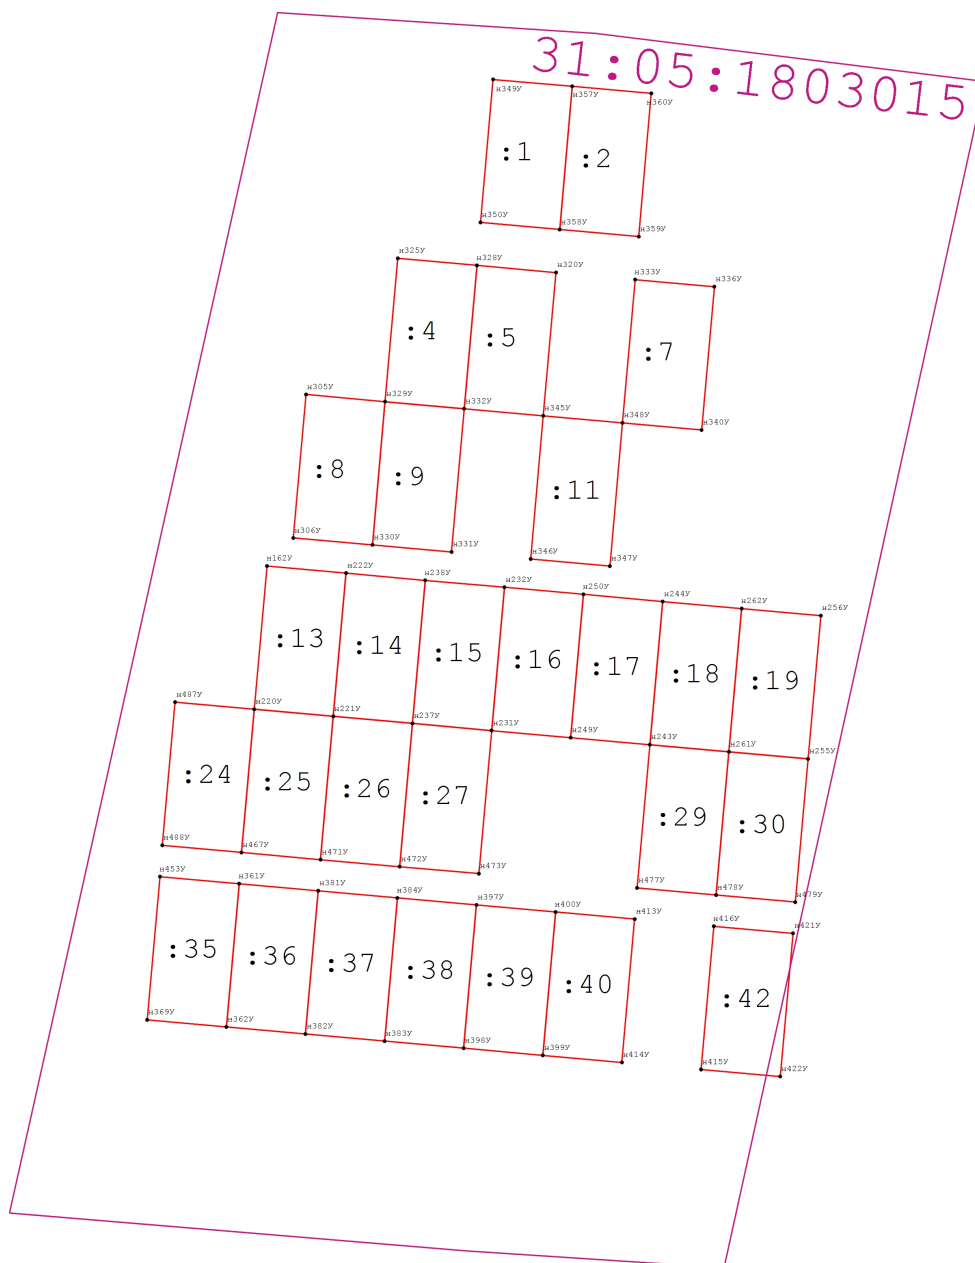 31:05:1803015
н349У н357У н360У
:1 :2
н350У н358У н359У
н325У н328У н320У н333У н336У
:4 :5 :7
н305У н329У н332У н345У н348У н340У
:8 :9 :11
н306У н330У н331У н346У н347У
н162У н222У н238У н232У н250У н244У н262У н256У
:13 :14 :15 :16 :17 :18 :19
н487У н220У н221У н237У н231У н249У н243У н261У н255У
:24 :25 :26 :27 :29 :30
н488У н467У н471У н472У н473У н477У н478У н479У
н453У н361У н381У н384У н397У н400У н413У н416У н421У
:35 :36 :37 :38 :39 :40 :42
н369У н362У н382У н383У н398У н399У н414У н415У н422У